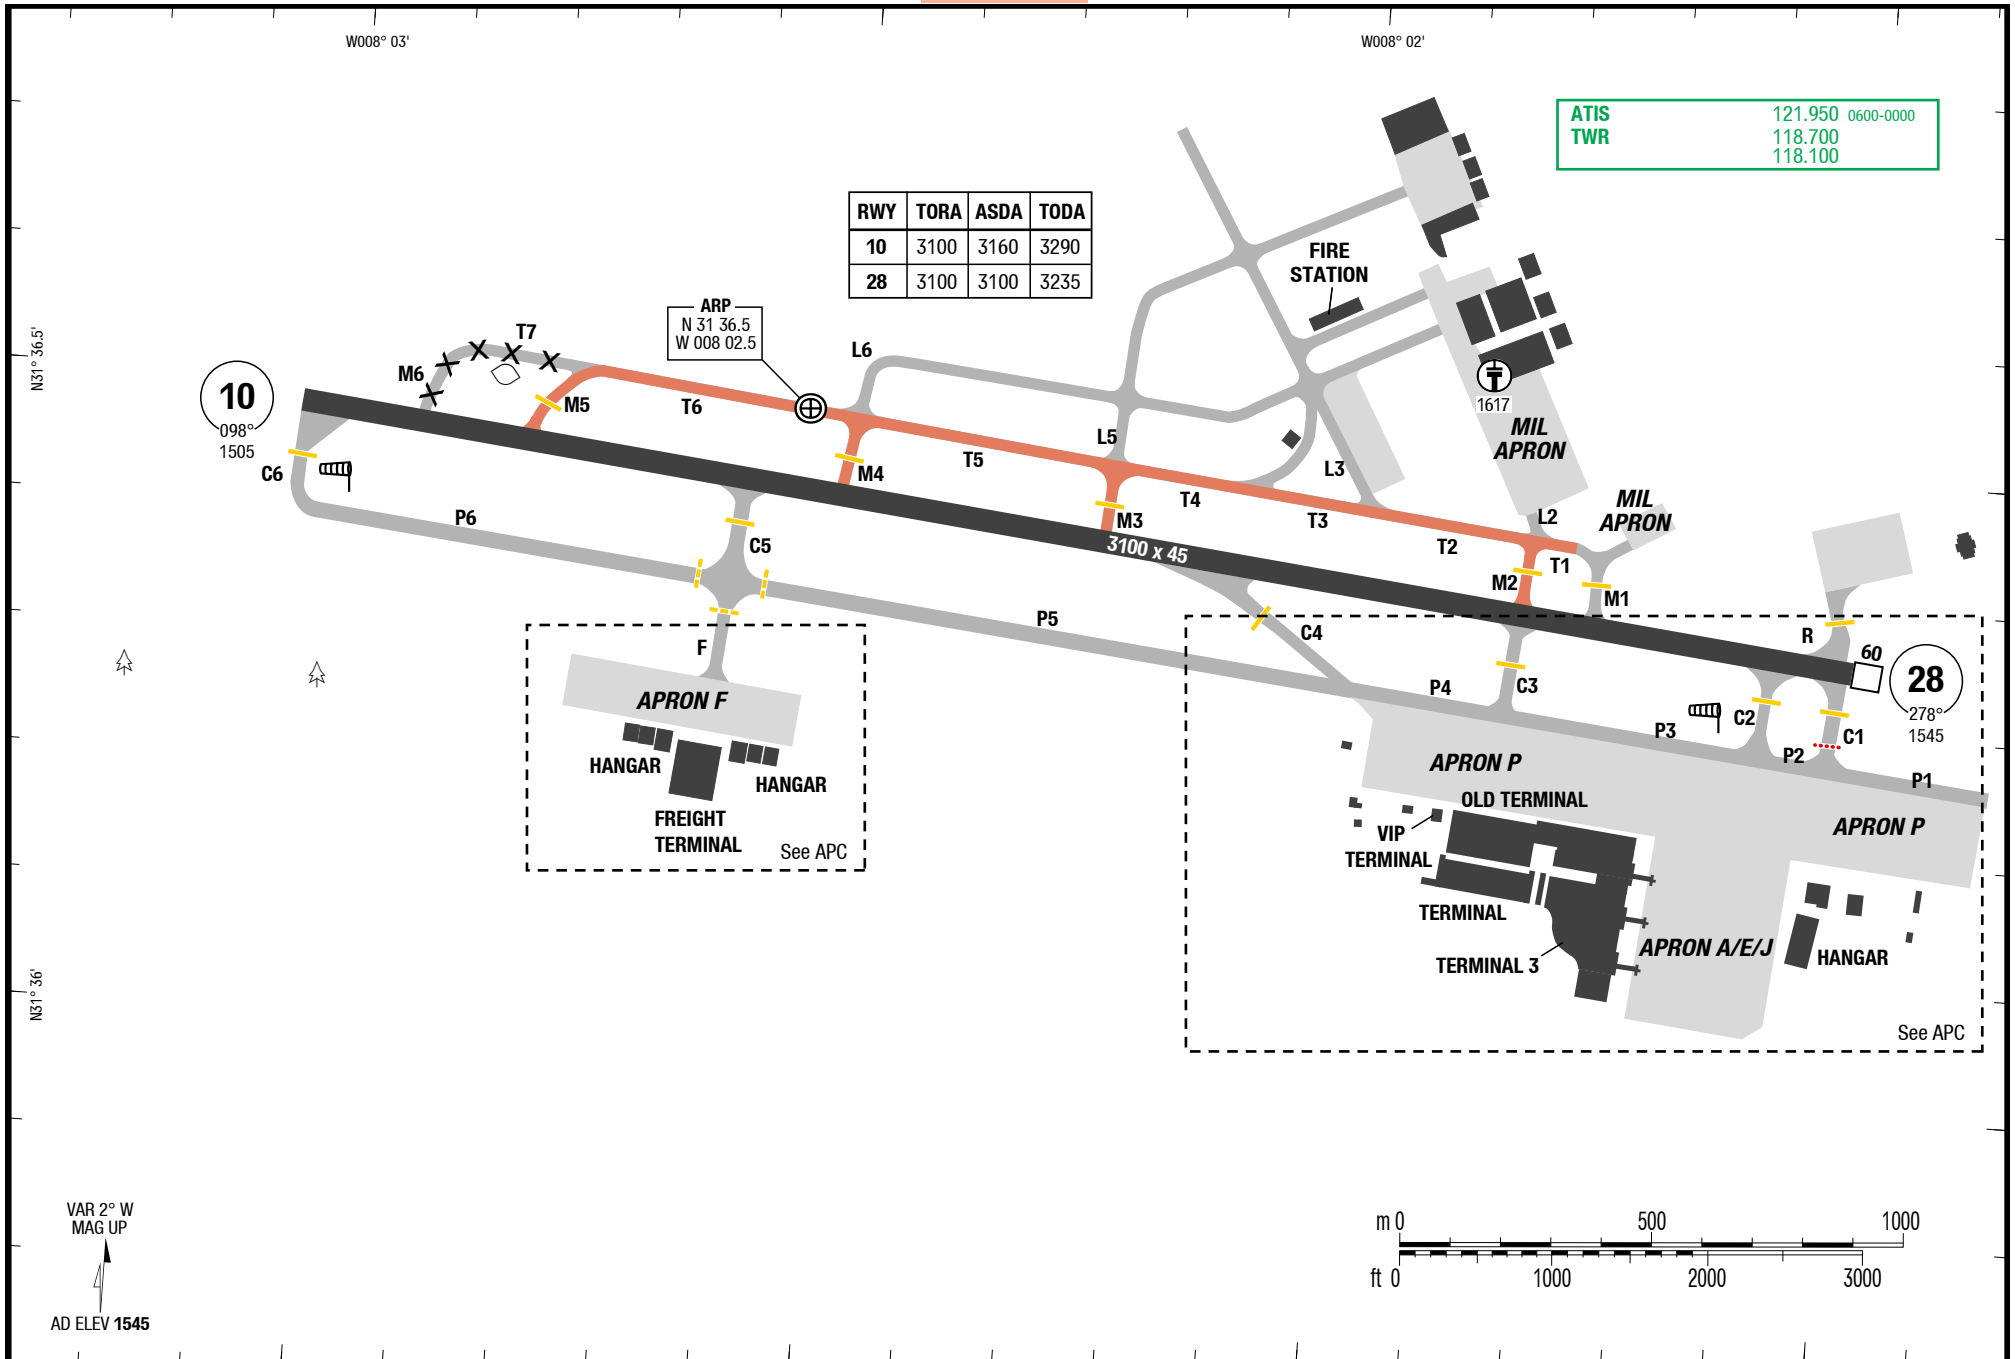 W008° 03'
W008° 02'
ATIS 121.950 0600-0000
TWR 118.700
118.100
RWY TORA ASDA TODA
10 3100 3160 3290
28 3100 3100 3235
FIRE
STATION
ARP
N 31 36.5
W 008 02.5
N31° 36.5'
T7
L6
M6
10
098°
1505
M5
T6
1617
MIL
APRON
L5
M4
T5
L3
C6
T4
MIL
APRON
P6
M3
T3
L2
C5
3100 x 45
T2
T1
M2
M1
P5
C4
R
F
60
28
278°
1545
C3
P4
APRON F
C2
P3
C1
P2
HANGAR
HANGAR
APRON P
P1
OLD TERMINAL
FREIGHT
TERMINAL
See APC
VIP
TERMINAL
APRON P
TERMINAL
TERMINAL 3
APRON A/E/J
HANGAR
N31° 36'
See APC
VAR 2° W
MAG UP
AD ELEV 1545
m 0 500 1000
ft 0 1000 2000 3000